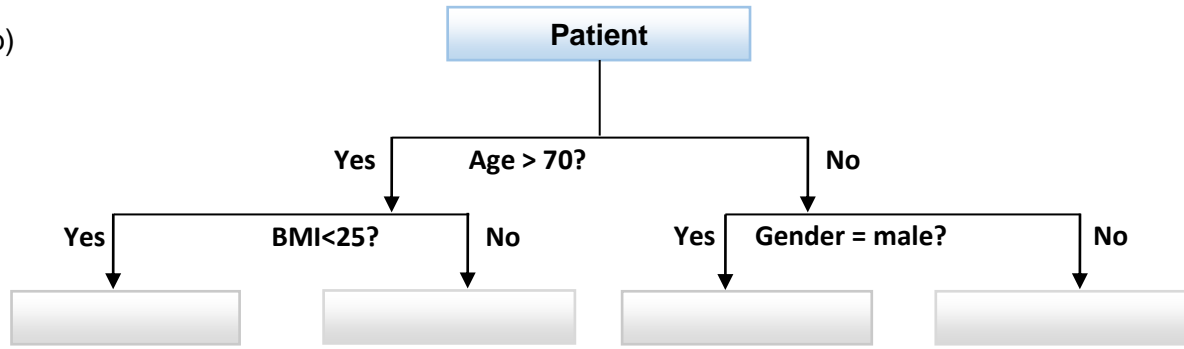 Patient
b)
Yes Age > 70? No
Yes BMI<25? No Yes Gender = male? No